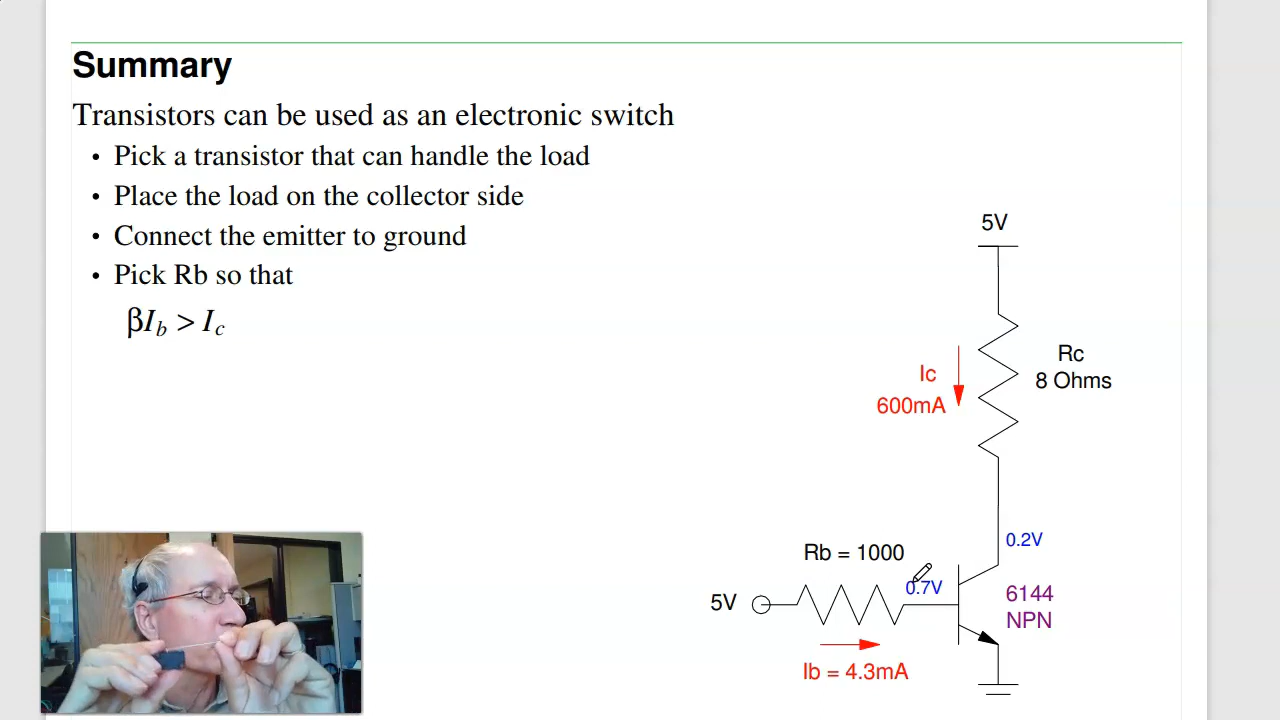 Summary
Transistors can be used as an electronic switch
• Pick a transistor that can handle the load
• Place the load on the collector side
• Connect the emitter to ground
• Pick Rb so that
βIb > Ic
5V
Rc
8 Ohms
Ic
600mA
0.2V
Rb = 1000
0.7V
5V
6144
NPN
Ib = 4.3mA